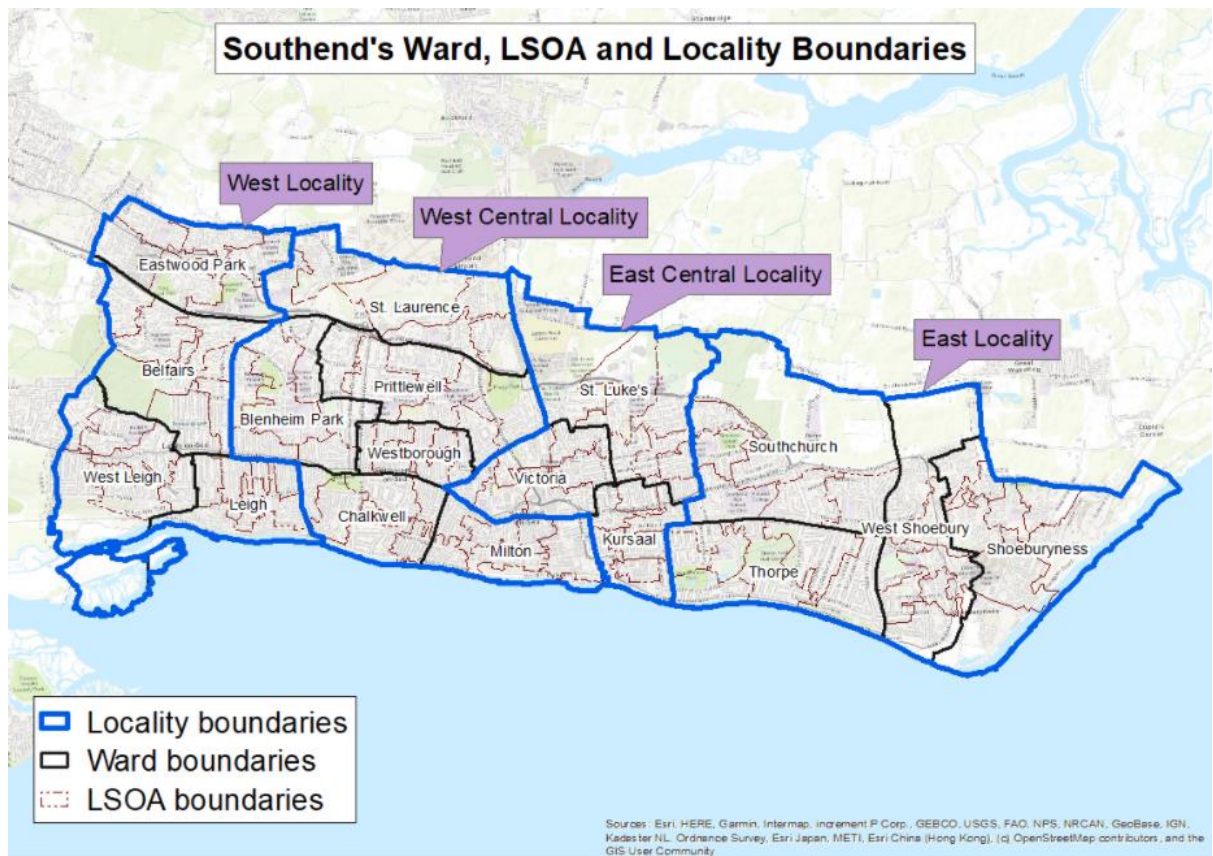 Southend's Ward, LSOA and Locality Boundaries
West Locality
West Central Locality
East Central Locality
East Locality
Eastwood Park
St. Laurence
Belfairs
Prittlewell
St. Luke's
Blenheim Park
Southchurch
Westborough
West Leigh
Victoria
Leigh
Chalkwell
West Shoebury
Milton
Kursaal
Shoeburyness
Thorpe
Locality boundaries
Ward boundaries
LSOA boundaries
Sources: Esri, HERE, Garmin, Intermap, increment P Corp., GEBCO, USGS, FAO, NPS, NRCAN, GeoBase, IGN,
Kadaster NL, Ordnance Survey, Esri Japan, METI, Esri China (Hong Kong), (c) OpenStreetMap contributors, and the
GIS User Community